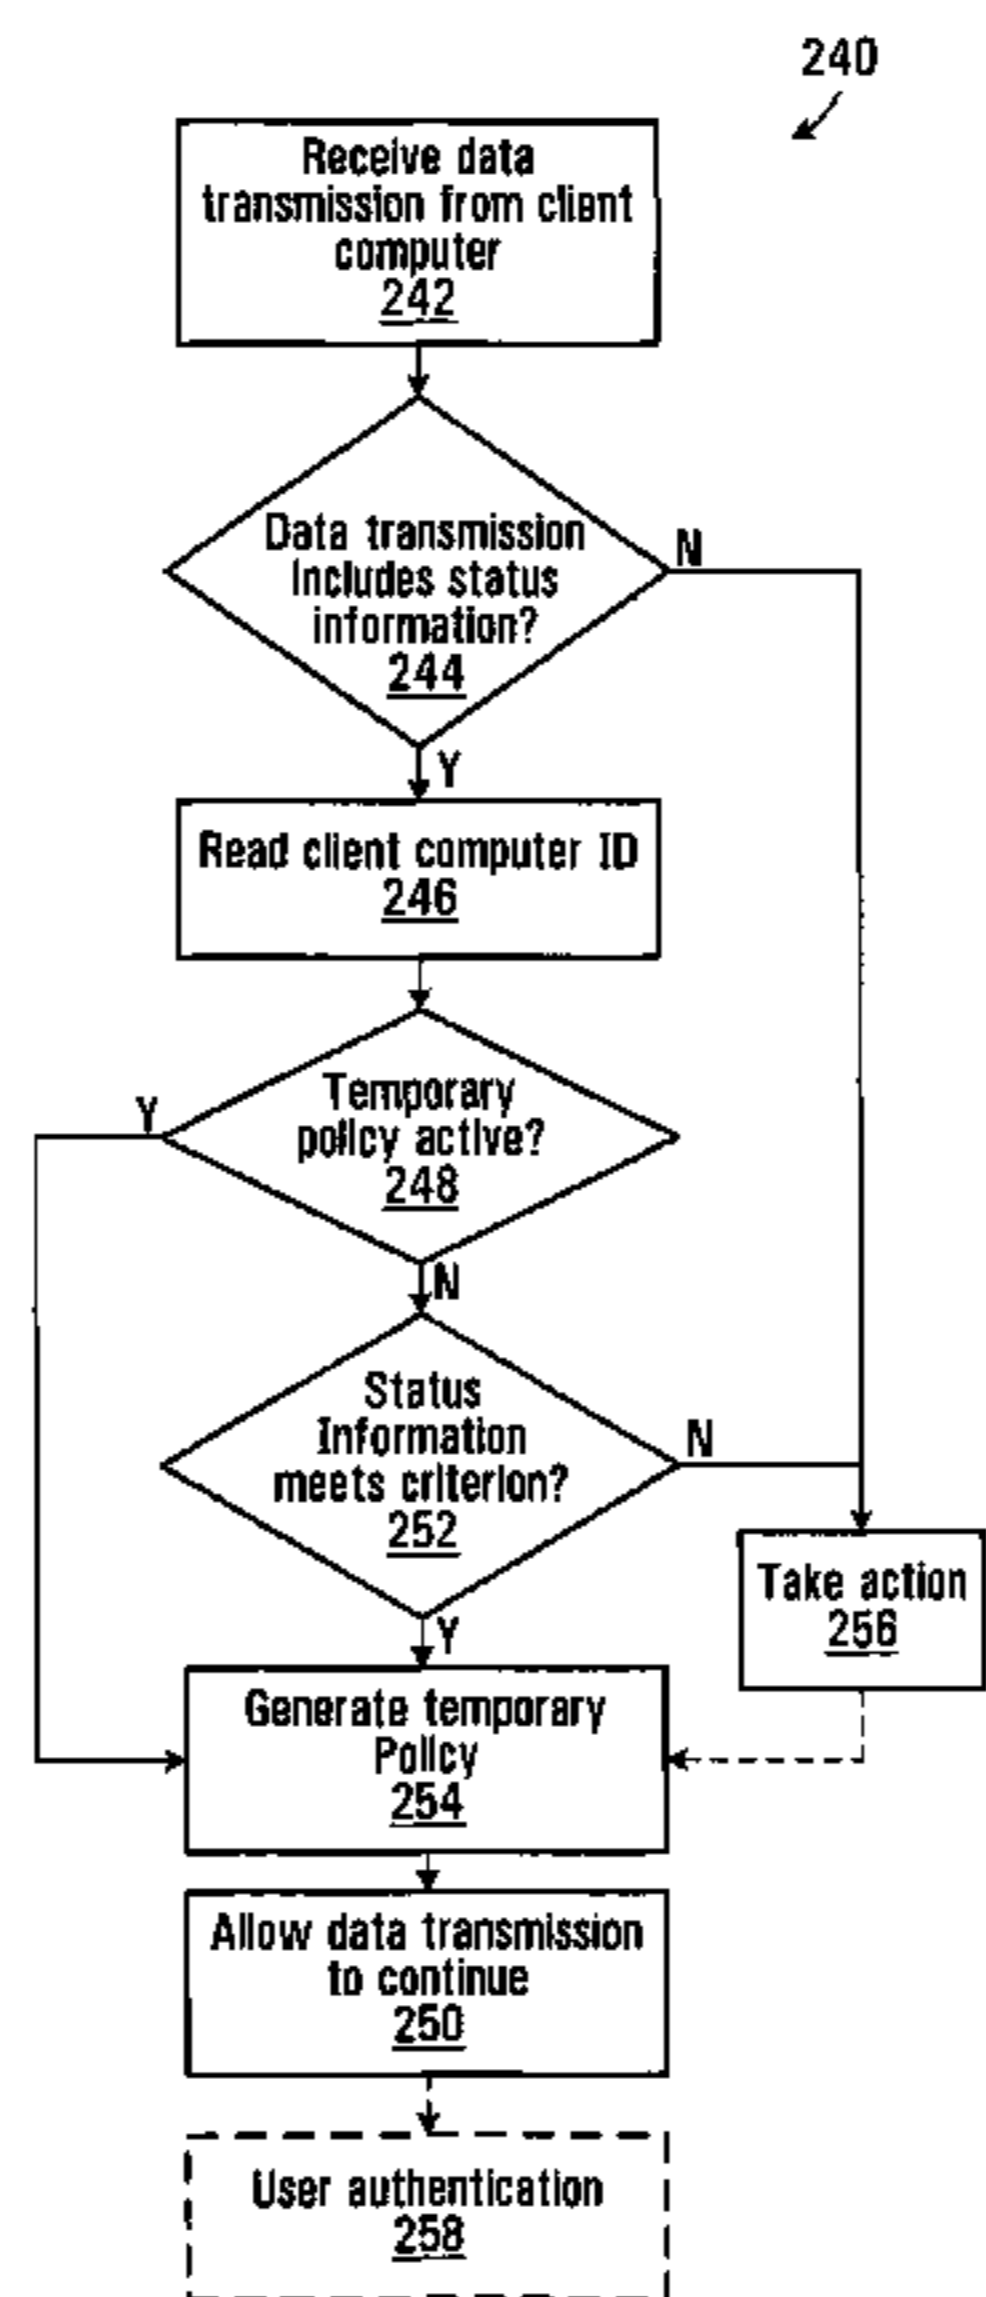 240
Receive data
transmission from client
computer
242
Data transmission
Includes status
information?
244
N
Y
Read client computer ID
246
Temporary
policy active?
248
Y
N
Status
Information
meets criterion?
252
N
Y
Take action
256
Generate temporary
Policy
254
Allow data transmission
to continue
250
User authentication
258